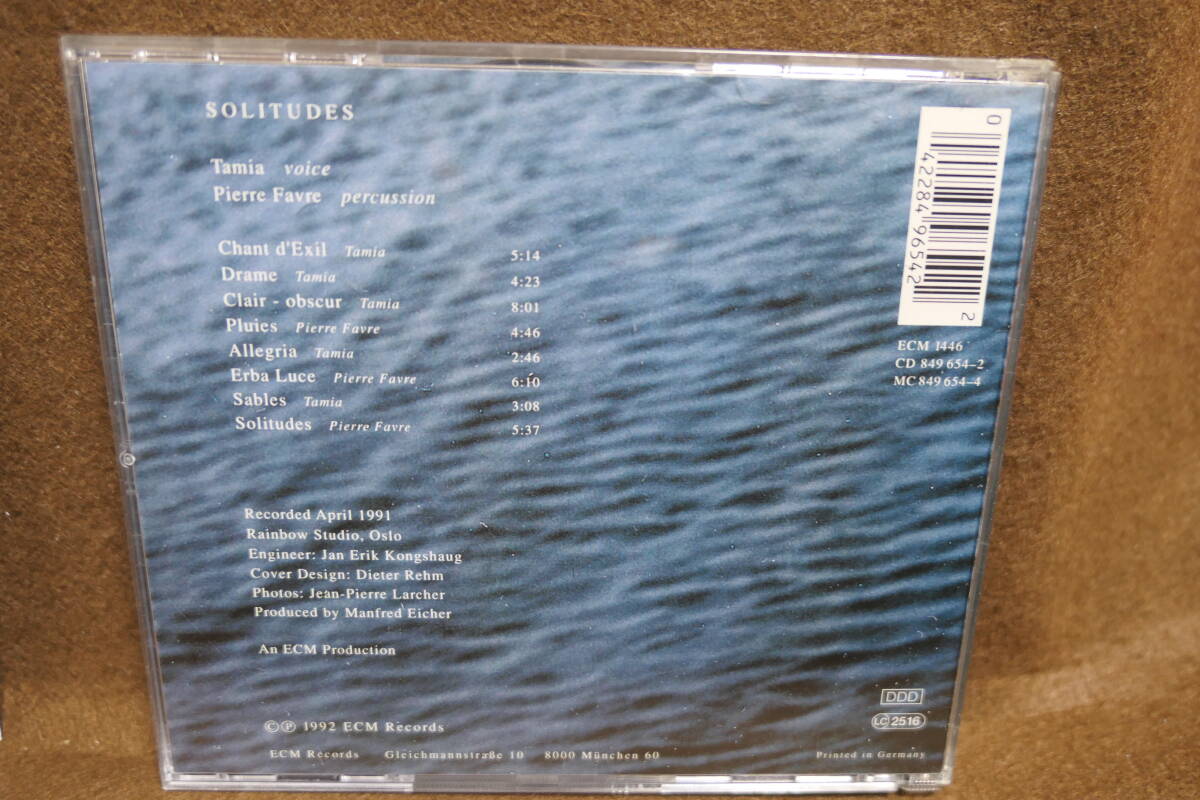 SOLITUDES
Tamia voice
Pierre Favre percussion
Chant d'Exil Tamia 5:14
Drame Tamia 4:23
Clair - obscur Tamia 8:01
Pluies Pierre Favre 4:46
Allegria Tamia 2:46
Erba Luce Pierre Favre 6:10
Sables Tamia 3:08
Solitudes Pierre Favre 5:37
Recorded April 1991
Rainbow Studio, Oslo
Engineer: Jan Erik Kongshaug
Cover Design: Dieter Rehm
Photos: Jean-Pierre Larcher
Produced by Manfred Eicher
An ECM Production
©℗ 1992 ECM Records
ECM Records Gleichmannstraße 10 8000 München 60
0 42284 96542 2
ECM 1446
CD 849 654-2
MC 849 654-4
DDD
LC 2516
Printed in Germany